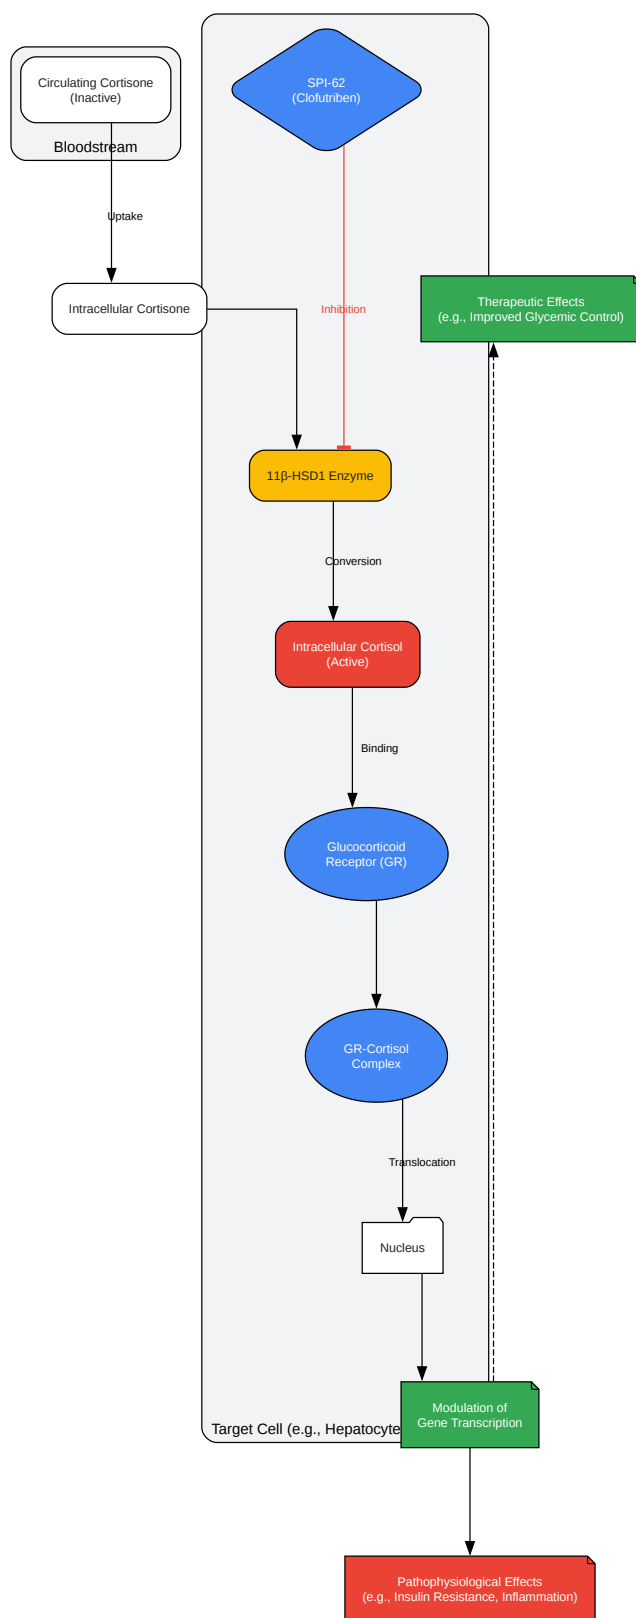 SPI-62
(Clofutriben)
Circulating Cortisone
(Inactive)
Bloodstream
Uptake
Intracellular Cortisone
Inhibition
Therapeutic Effects
(e.g., Improved Glycemic Control)
11β-HSD1 Enzyme
Conversion
Intracellular Cortisol
(Active)
Binding
Glucocorticoid
Receptor (GR)
GR-Cortisol
Complex
Translocation
Nucleus
Modulation of
Gene Transcription
Target Cell (e.g., Hepatocyte
Pathophysiological Effects
(e.g., Insulin Resistance, Inflammation)